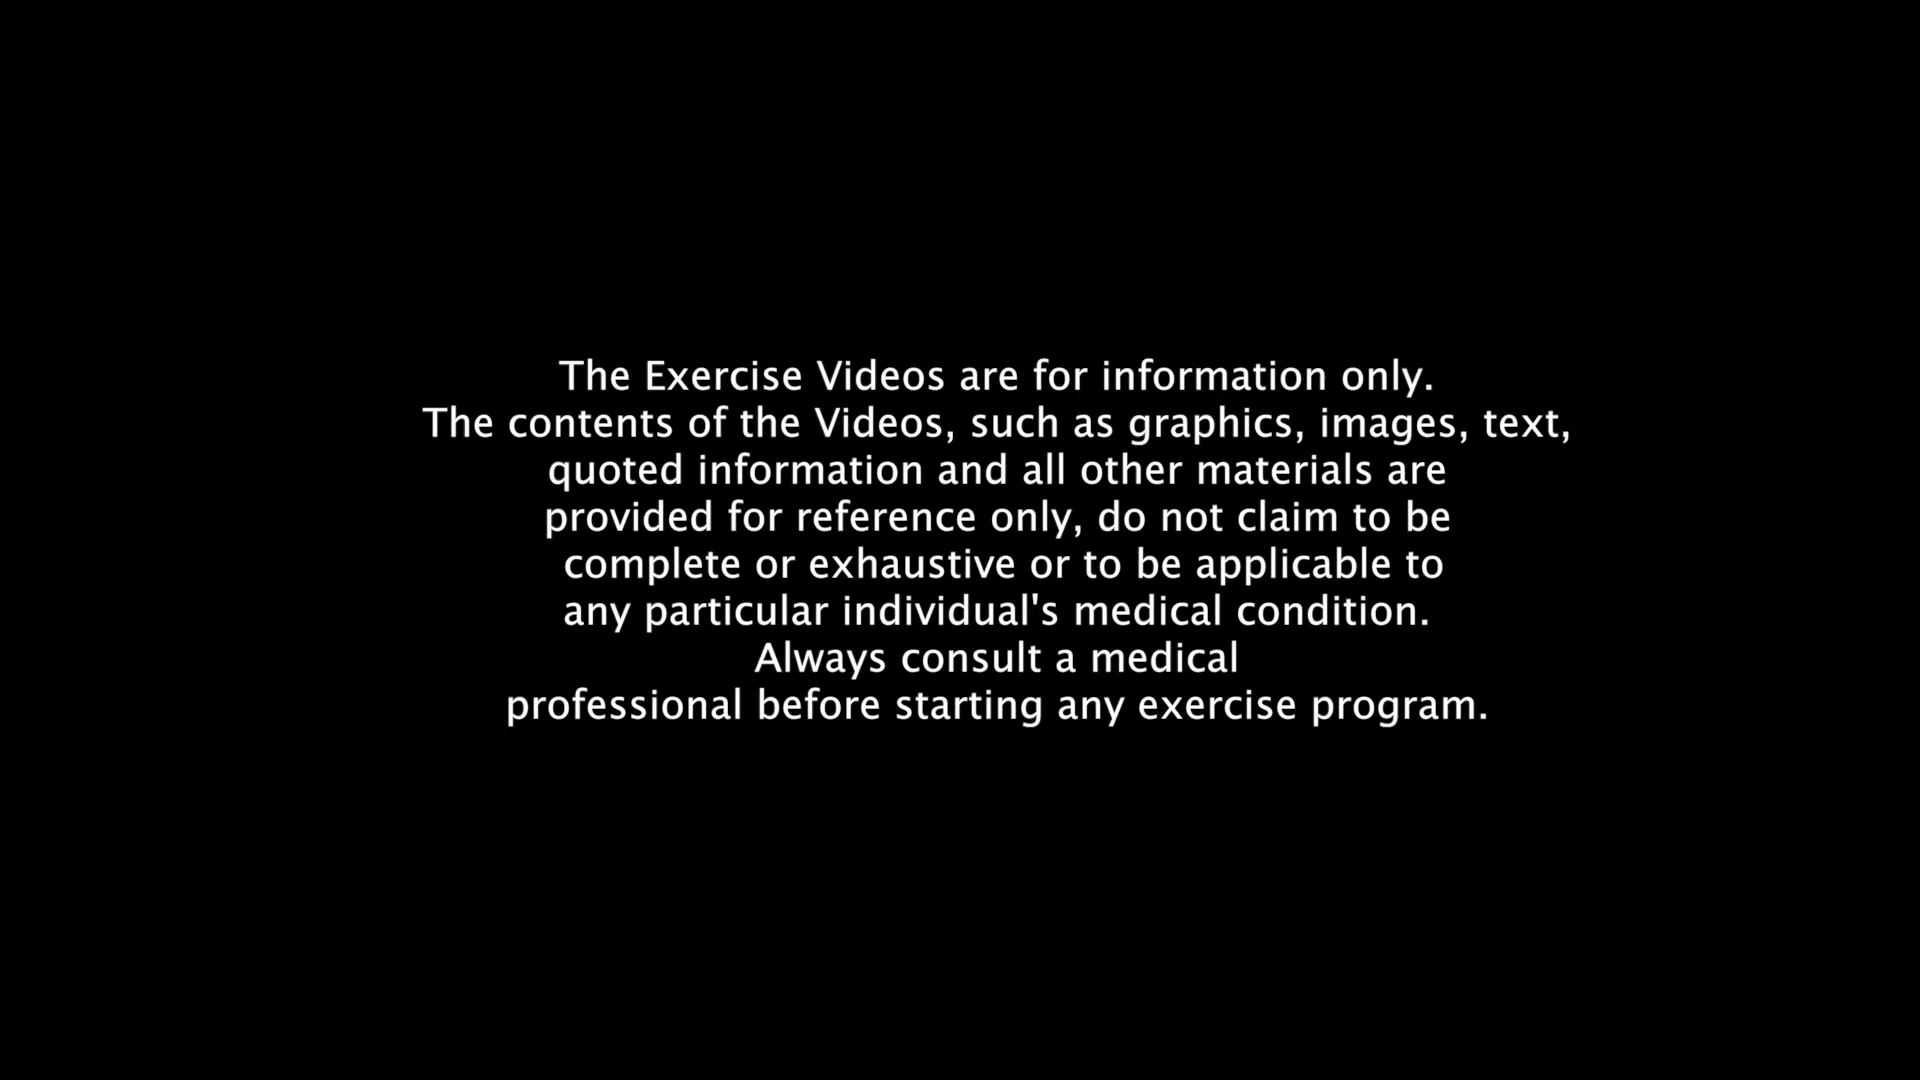 The Exercise Videos are for information only.
The contents of the Videos, such as graphics, images, text,
quoted information and all other materials are
provided for reference only, do not claim to be
complete or exhaustive or to be applicable to
any particular individual's medical condition.
Always consult a medical
professional before starting any exercise program.